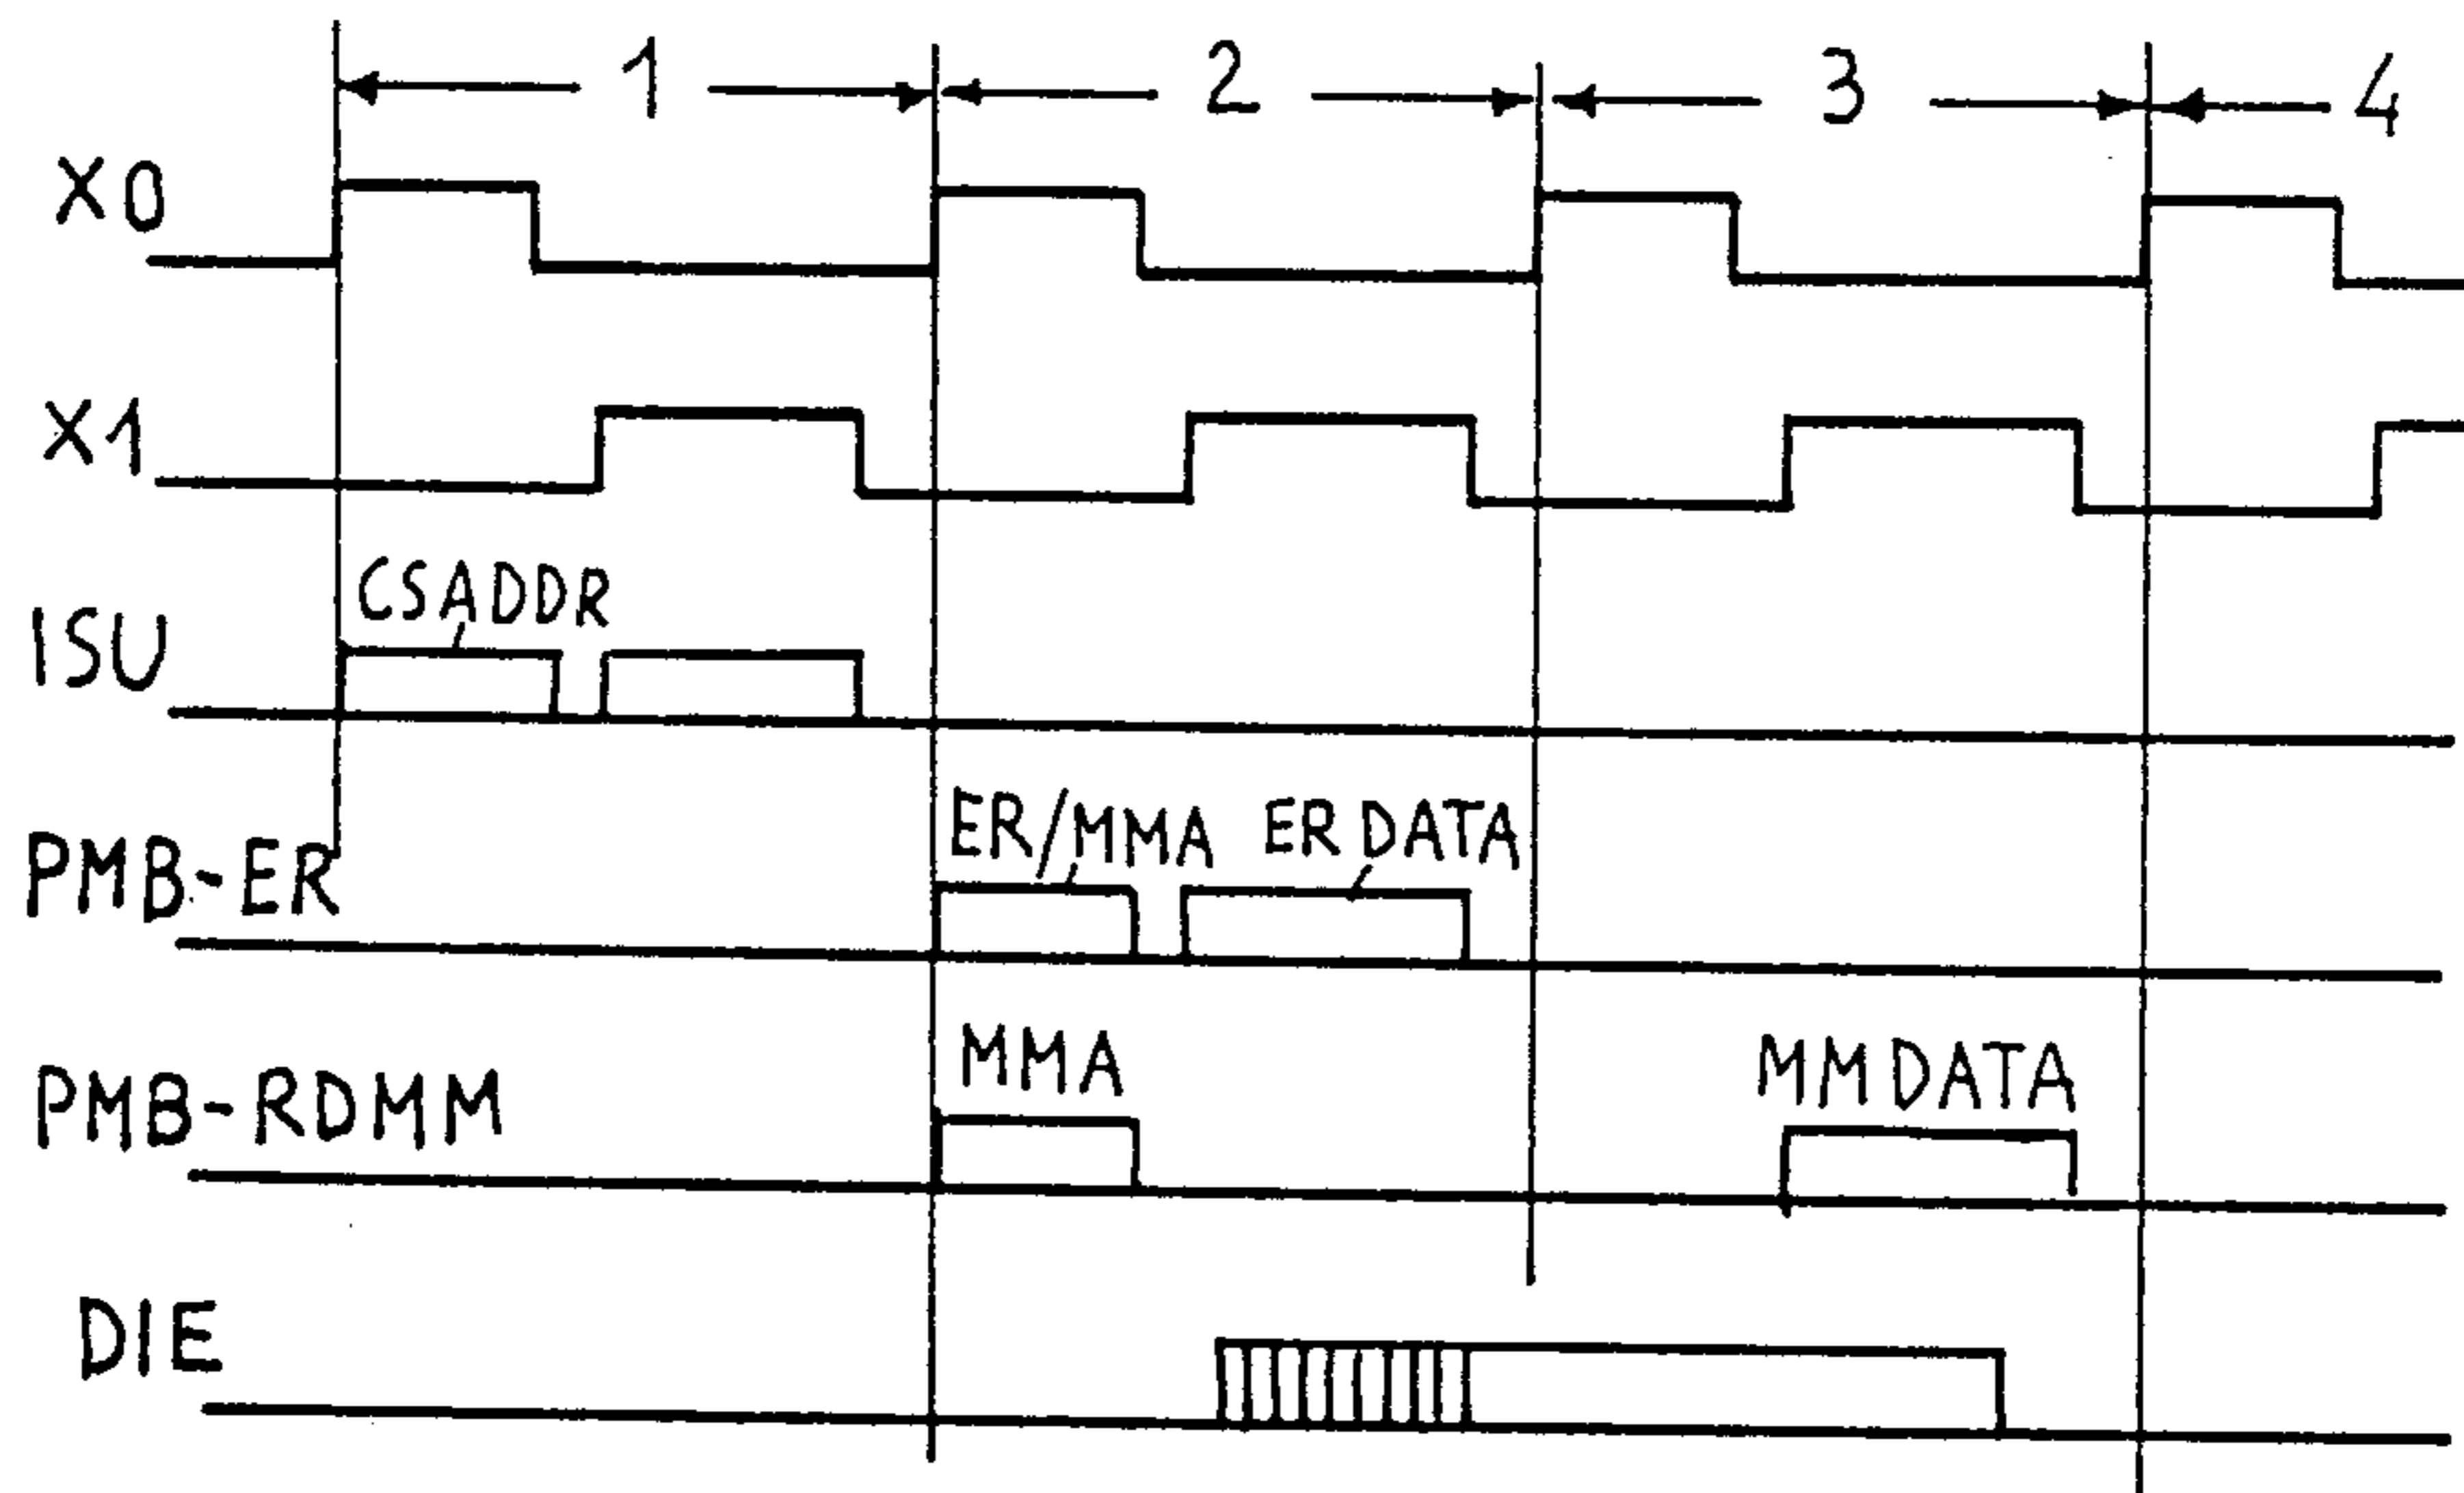 1 2 3 4
X0
X1
CSADDR
ISU
ER/MMA ER DATA
PMB-ER
MMA MM DATA
PMB-RDMM
DIE